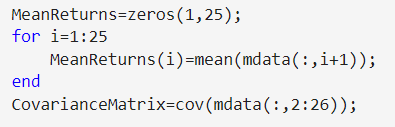 MeanReturns=zeros(1,25);
for i=1:25
    MeanReturns(i)=mean(mdata(:,i+1));
end
CovarianceMatrix=cov(mdata(:,2:26));